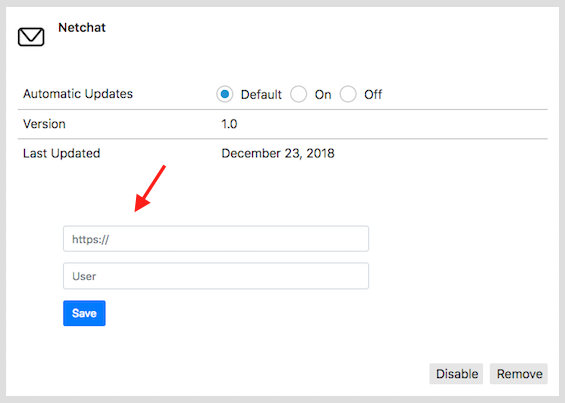 Netchat
Automatic Updates Default On Off
Version 1.0
Last Updated December 23, 2018
https://
User
Save
Disable Remove